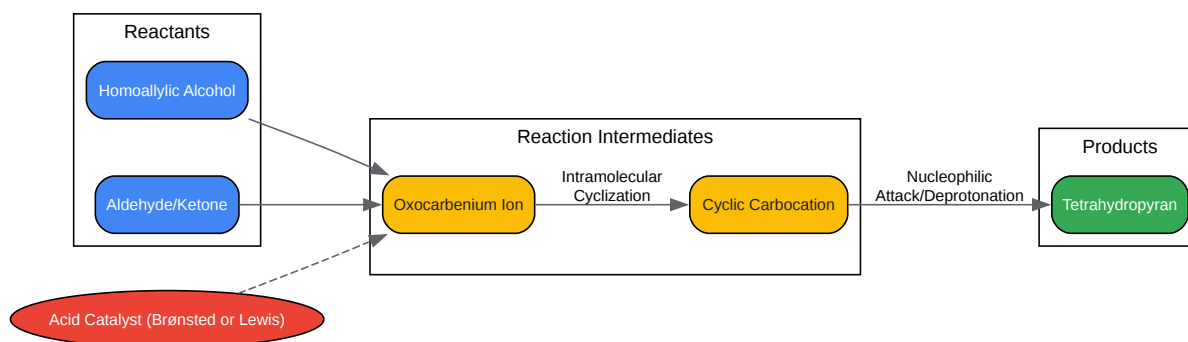 Reactants
Homoallylic Alcohol
Aldehyde/Ketone
Acid Catalyst (Brønsted or Lewis)
Reaction Intermediates
Oxocarbenium Ion
Intramolecular
Cyclization
Cyclic Carbocation
Nucleophilic
Attack/Deprotonation
Products
Tetrahydropyran